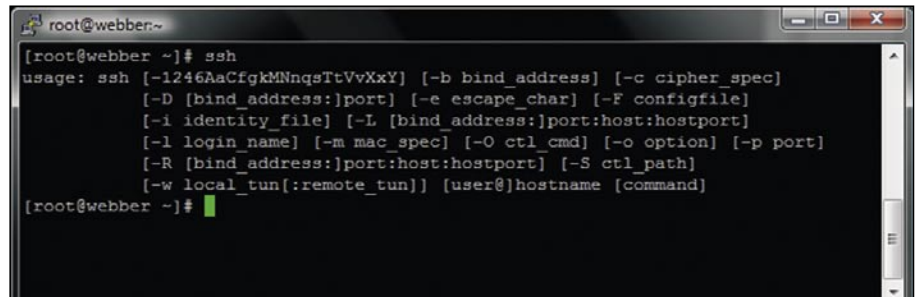 root@webber:~
[root@webber ~]# ssh
usage: ssh [-1246AaCfgkMNnqsTtVvXxY] [-b bind_address] [-c cipher_spec]
[-D [bind_address:]port] [-e escape_char] [-F configfile]
[-i identity_file] [-L [bind_address:]port:host:hostport]
[-l login_name] [-m mac_spec] [-O ctl_cmd] [-o option] [-p port]
[-R [bind_address:]port:host:hostport] [-S ctl_path]
[-w local_tun[:remote_tun]] [user@]hostname [command]
[root@webber ~]#